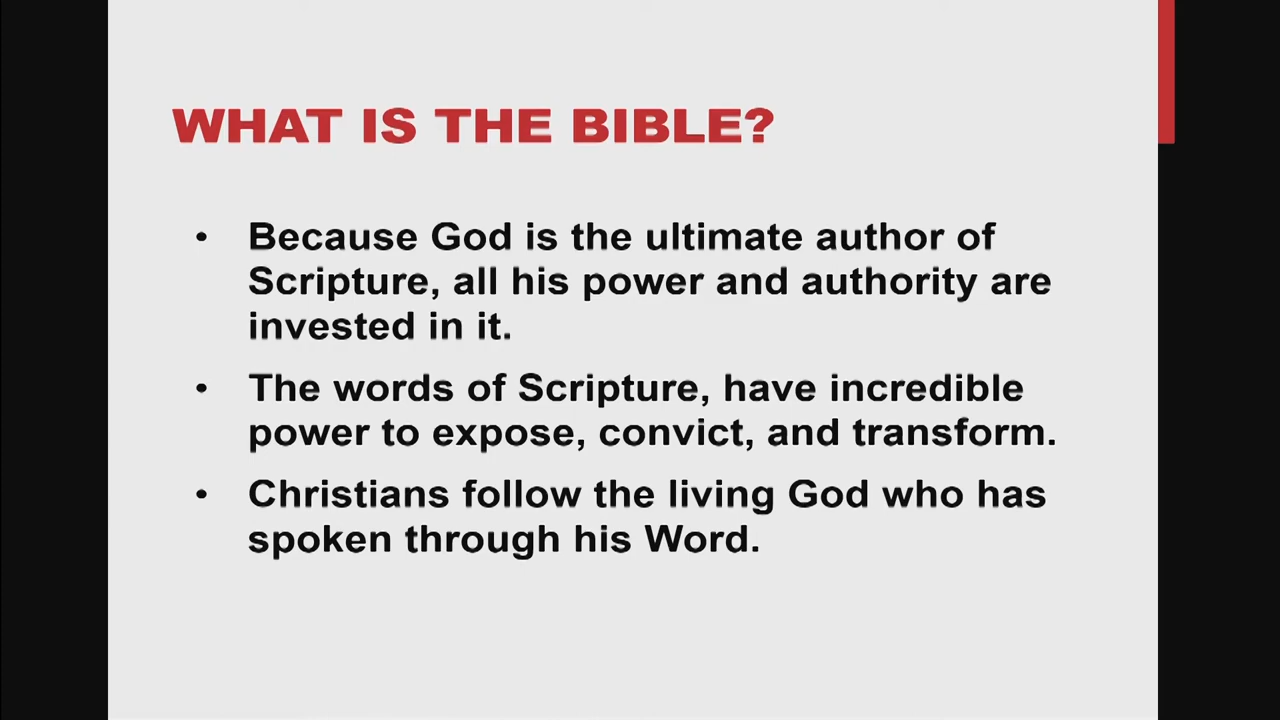 WHAT IS THE BIBLE?
• Because God is the ultimate author of
Scripture, all his power and authority are
invested in it.
• The words of Scripture, have incredible
power to expose, convict, and transform.
• Christians follow the living God who has
spoken through his Word.